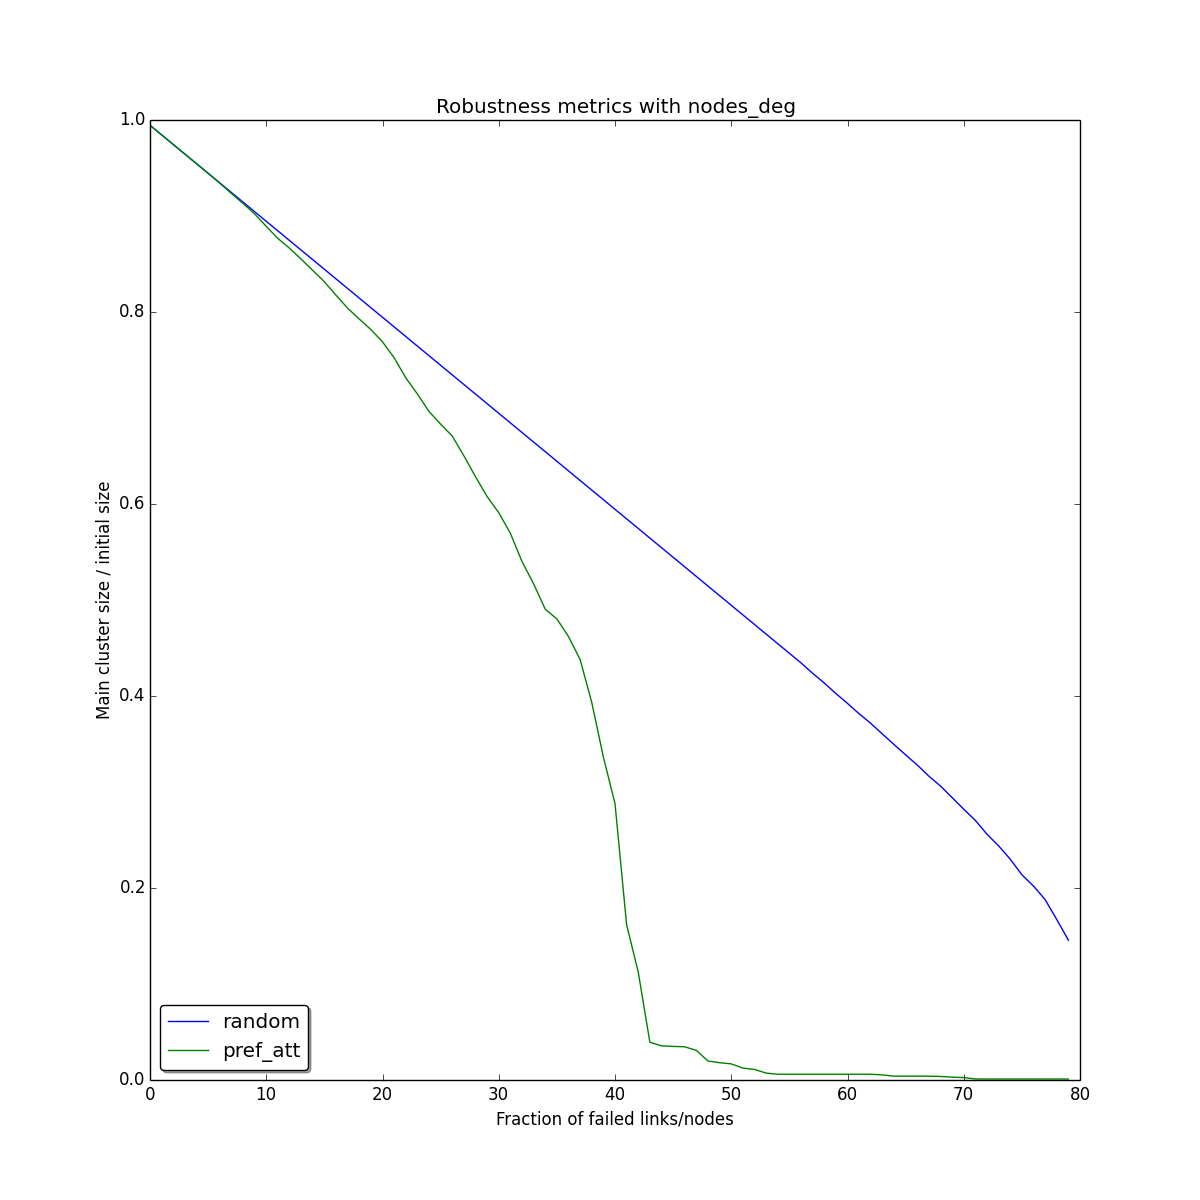 Robustness metrics with nodes_deg
1.0
0.8
0.6
0.4
0.2
0.0
Main cluster size / initial size
random
pref_att
0 10 20 30 40 50 60 70 80
Fraction of failed links/nodes